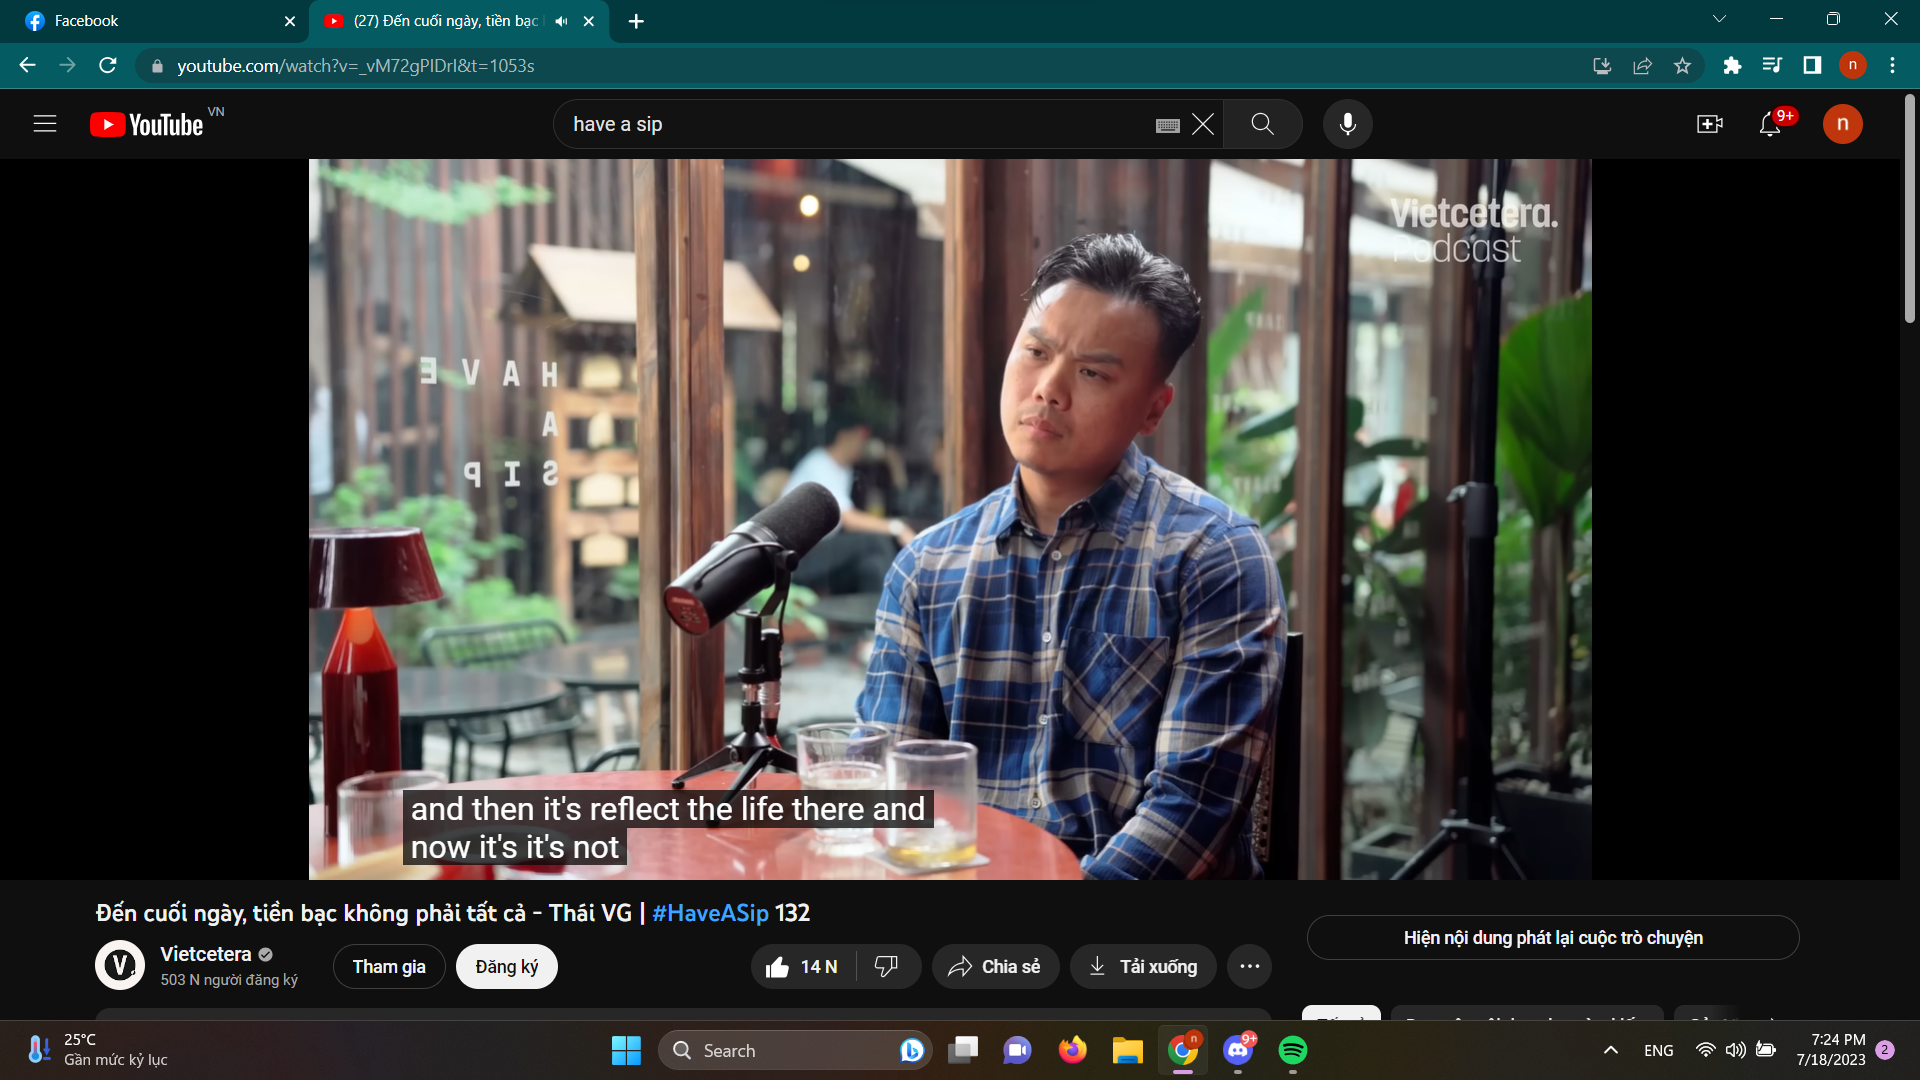 Facebook
(27) Đến cuối ngày, tiền bạc
youtube.com/watch?v=_vM72gPIDrI&t=1053s
n
YouTube VN
have a sip
9+
n
Vietcetera.
Podcast
HAVE
A
SIP
and then it's reflect the life there and
now it's it's not
Đến cuối ngày, tiền bạc không phải tất cả - Thái VG | #HaveASip 132
Vietcetera
503 N người đăng ký
Tham gia
Đăng ký
14 N
Chia sẻ
Tải xuống
Hiện nội dung phát lại cuộc trò chuyện
25°C
Gần mức kỷ lục
Search
n
9+
ENG
7:24 PM
7/18/2023
2